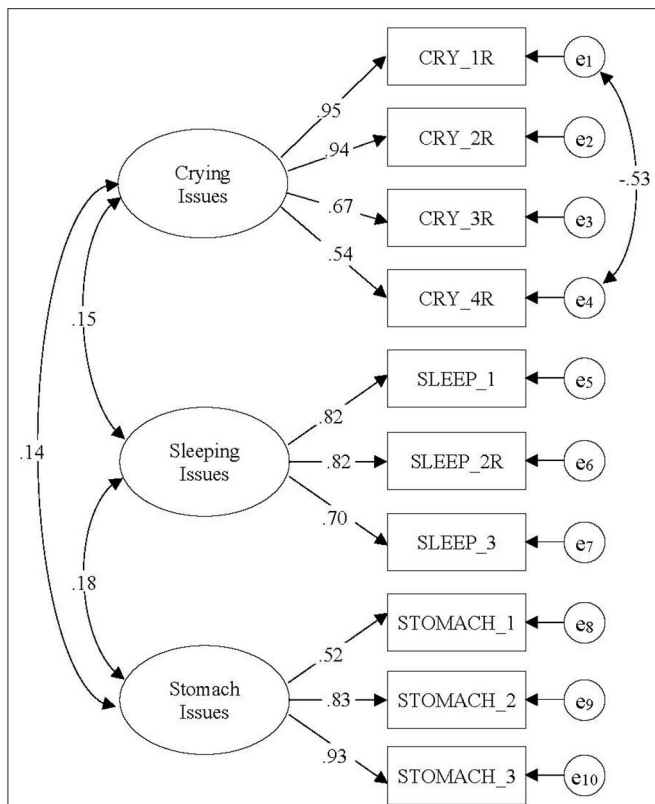 CRY_1R
e1
.95
CRY_2R
e2
.94
Crying
Issues
-.53
.67
CRY_3R
e3
.54
CRY_4R
e4
.15
SLEEP_1
e5
.82
.14
Sleeping
Issues
.82
SLEEP_2R
e6
.70
SLEEP_3
e7
.18
STOMACH_1
e8
.52
Stomach
Issues
.83
STOMACH_2
e9
.93
STOMACH_3
e10